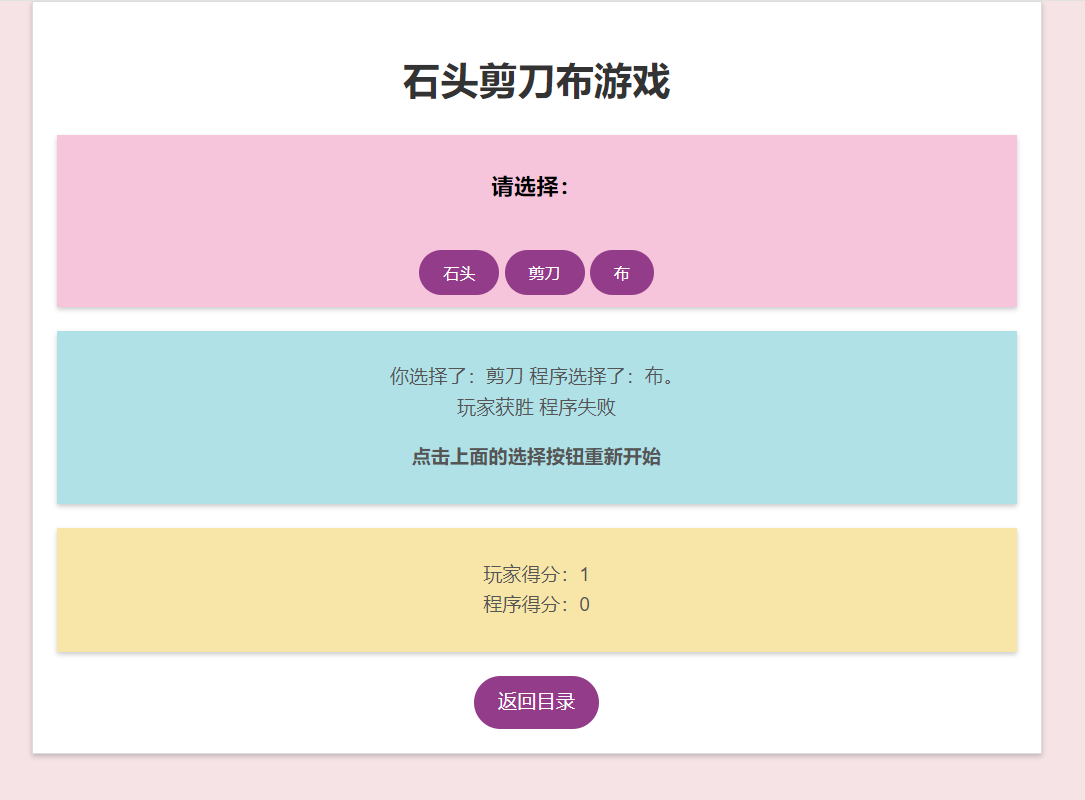 石头剪刀布游戏
请选择：
石头 剪刀 布
你选择了：剪刀 程序选择了：布。
玩家获胜 程序失败
点击上面的选择按钮重新开始
玩家得分：1
程序得分：0
返回目录